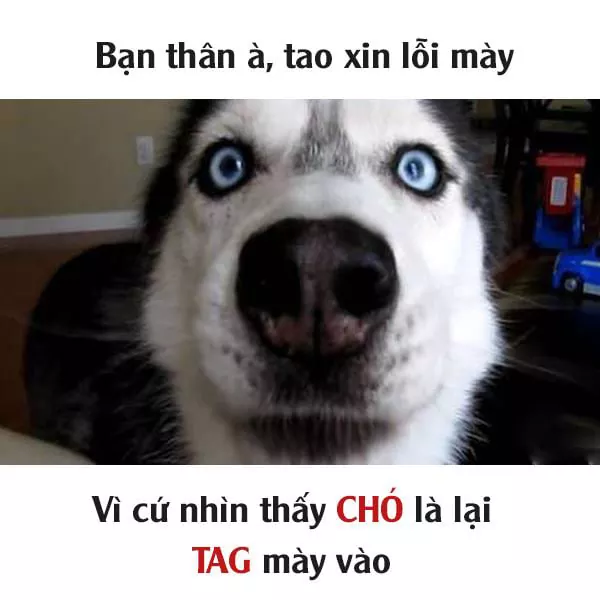 Bạn thân à, tao xin lỗi mày
Vì cứ nhìn thấy CHÓ là lại
TAG mày vào